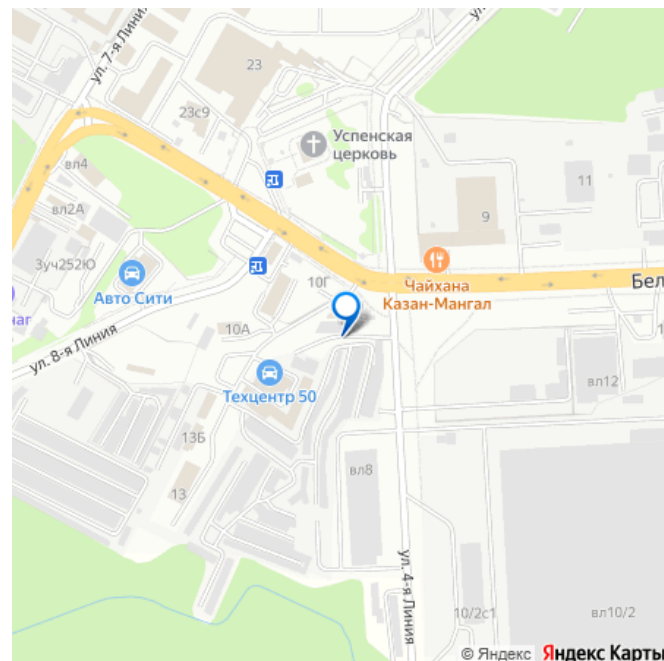 ул. 7-я Линия
23
23с9
Успенская
церковь
вл4
вл2А
11
9
3уч252Ю
Авто Сити
10Г
Чайхана
Казан-Мангал
Бел
наг
ул. 8-я Линия
10А
Техцентр 50
вл12
13Б
13
вл8
ул. 4-я Линия
10/2с1
вл10/2
© Яндекс Яндекс Карты